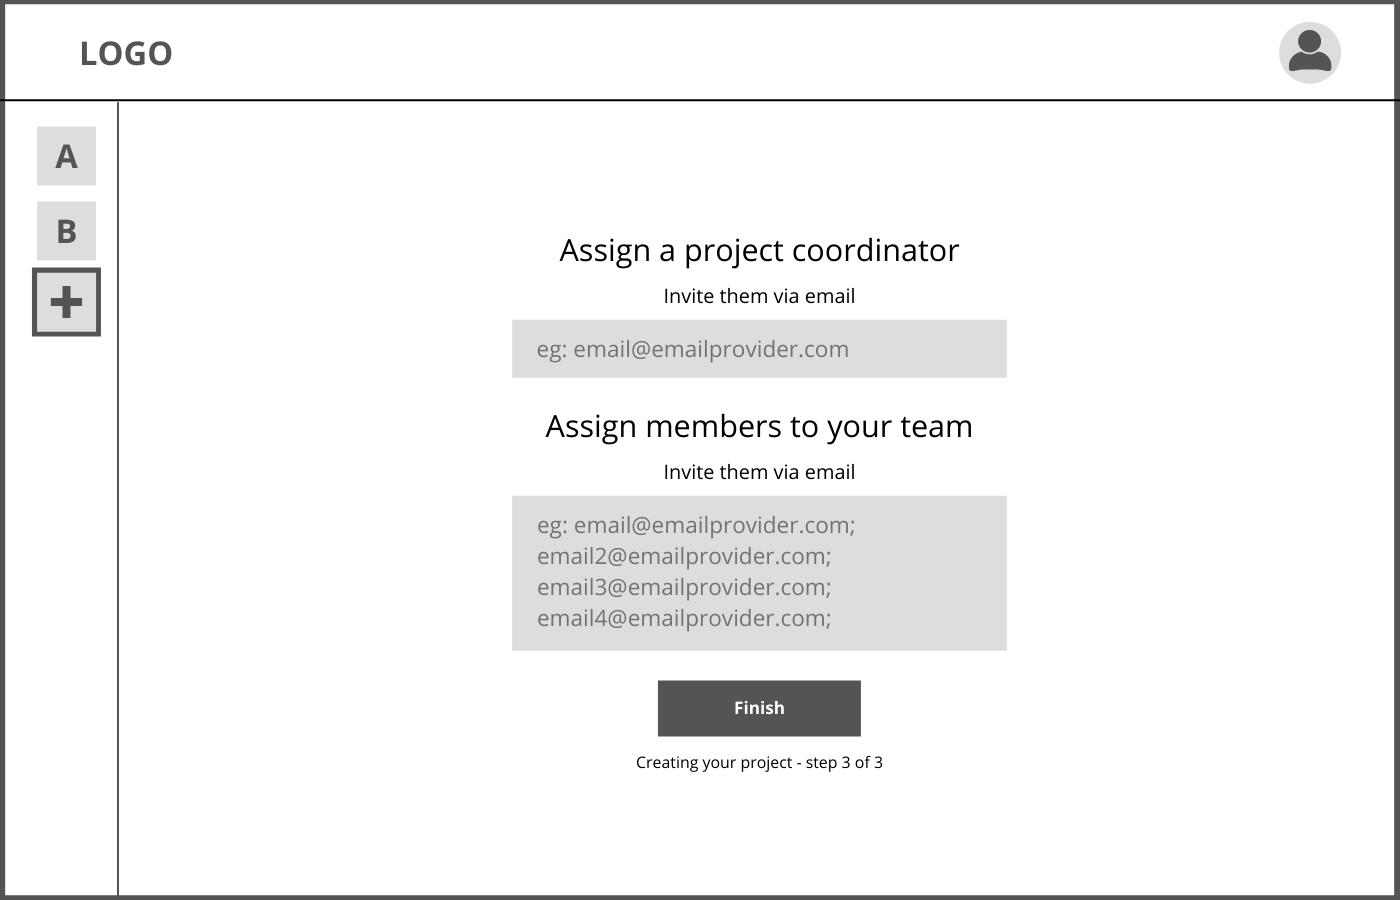 LOGO
A
B
Assign a project coordinator
Invite them via email
eg: email@emailprovider.com
Assign members to your team
Invite them via email
eg: email@emailprovider.com;
email2@emailprovider.com;
email3@emailprovider.com;
email4@emailprovider.com;
Finish
Creating your project - step 3 of 3